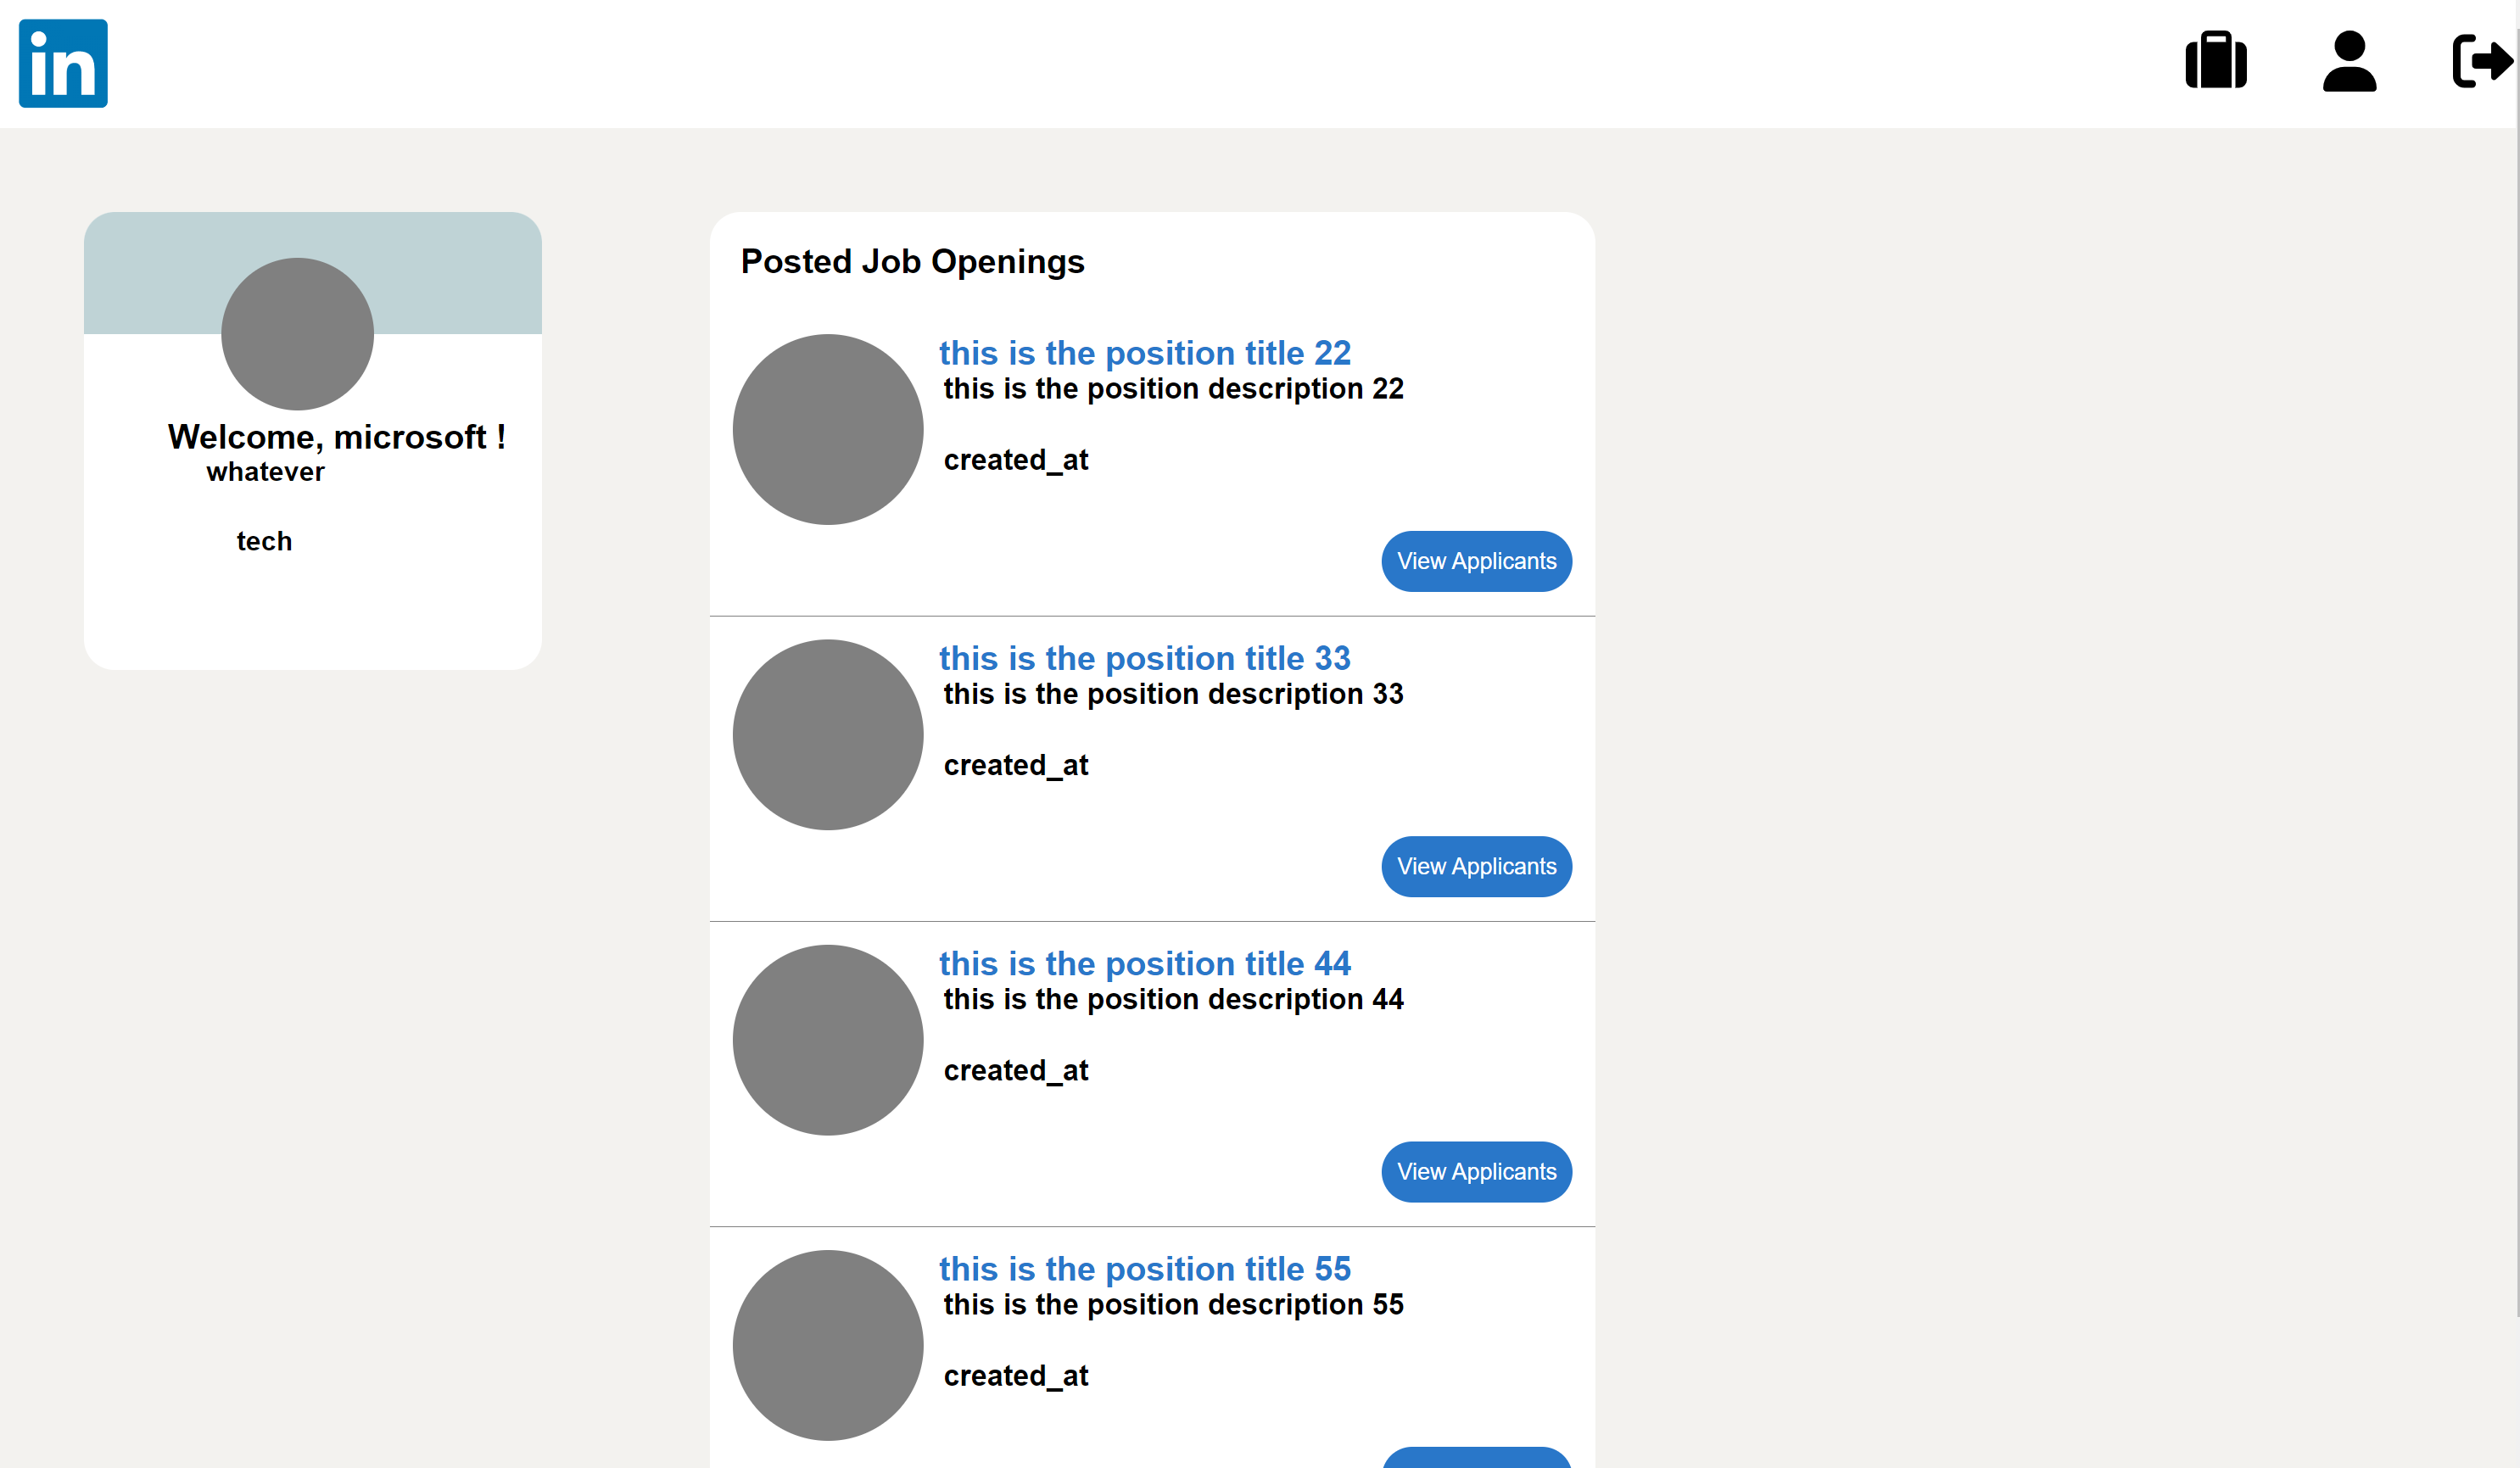 in
Welcome, microsoft !
whatever
tech
Posted Job Openings
this is the position title 22
this is the position description 22
created_at
View Applicants
this is the position title 33
this is the position description 33
created_at
View Applicants
this is the position title 44
this is the position description 44
created_at
View Applicants
this is the position title 55
this is the position description 55
created_at